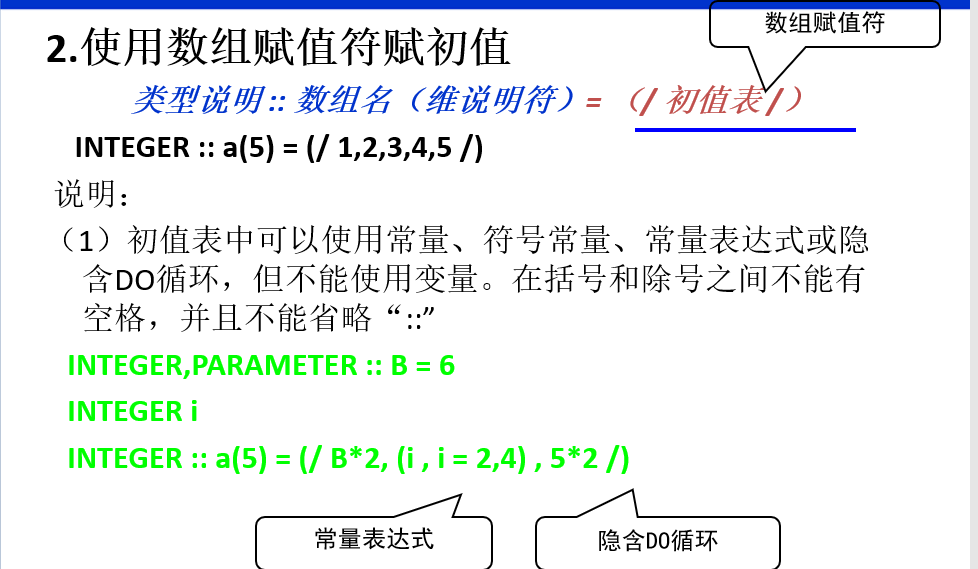 数组赋值符
2.使用数组赋值符赋初值
类型说明 :: 数组名（维说明符）= （/ 初值表 /）
INTEGER :: a(5) = (/ 1,2,3,4,5 /)
说明：
（1）初值表中可以使用常量、符号常量、常量表达式或隐
含DO循环，但不能使用变量。在括号和除号之间不能有
空格，并且不能省略“::”
INTEGER,PARAMETER :: B = 6
INTEGER i
INTEGER :: a(5) = (/ B*2, (i , i = 2,4) , 5*2 /)
常量表达式
隐含DO循环